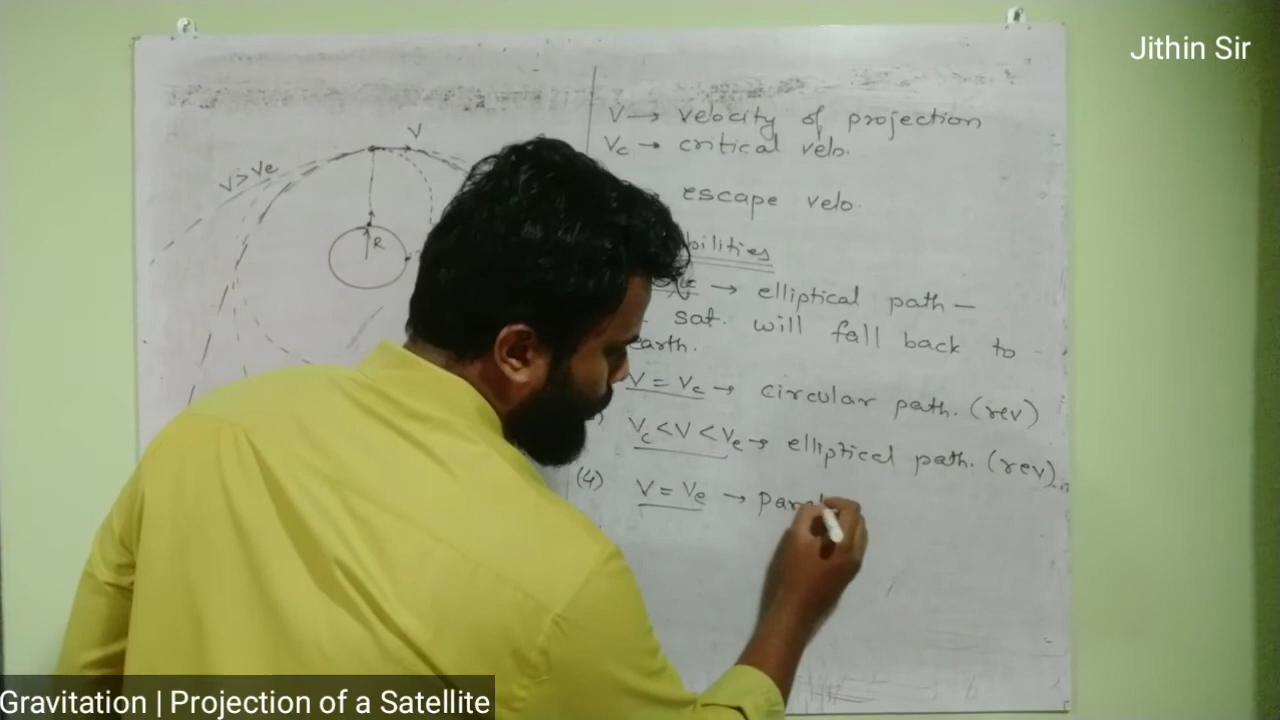 Jithin Sir
V
V > Ve
R
V → velocity of projection
Vc → critical velo.
escape velo.
bilities
→ elliptical path –
sat. will fall back to
earth.
V = Vc → circular path. (rev)
Vc < V < Ve → elliptical path. (rev)
(4) V = Ve → Para
Gravitation | Projection of a Satellite